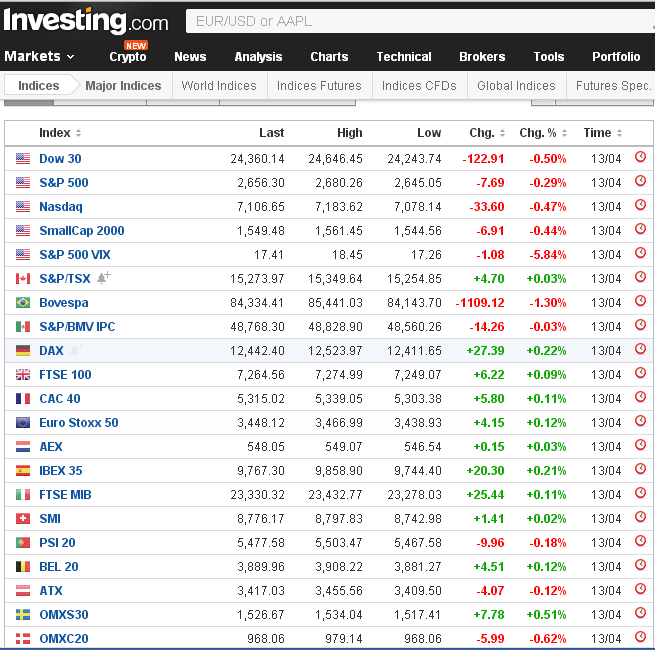 Investing.com EUR/USD or AAPL
NEW
Markets Crypto News Analysis Charts Technical Brokers Tools Portfolio
Indices Major Indices World Indices Indices Futures Indices CFDs Global Indices Futures Spec.
Index Last High Low Chg. Chg. % Time
Dow 30 24,360.14 24,646.45 24,243.74 -122.91 -0.50% 13/04
S&P 500 2,656.30 2,680.26 2,645.05 -7.69 -0.29% 13/04
Nasdaq 7,106.65 7,183.62 7,078.14 -33.60 -0.47% 13/04
SmallCap 2000 1,549.48 1,561.45 1,544.56 -6.91 -0.44% 13/04
S&P 500 VIX 17.41 18.45 17.26 -1.08 -5.84% 13/04
S&P/TSX 15,273.97 15,349.64 15,254.85 +4.70 +0.03% 13/04
Bovespa 84,334.41 85,441.03 84,143.70 -1109.12 -1.30% 13/04
S&P/BMV IPC 48,768.30 48,828.90 48,560.26 -14.26 -0.03% 13/04
DAX 12,442.40 12,523.97 12,411.65 +27.39 +0.22% 13/04
FTSE 100 7,264.56 7,274.99 7,249.07 +6.22 +0.09% 13/04
CAC 40 5,315.02 5,339.05 5,303.38 +5.80 +0.11% 13/04
Euro Stoxx 50 3,448.12 3,466.99 3,438.93 +4.15 +0.12% 13/04
AEX 548.05 549.07 546.54 +0.15 +0.03% 13/04
IBEX 35 9,767.30 9,858.90 9,744.40 +20.30 +0.21% 13/04
FTSE MIB 23,330.32 23,432.77 23,278.03 +25.44 +0.11% 13/04
SMI 8,776.17 8,797.83 8,742.98 +1.41 +0.02% 13/04
PSI 20 5,477.58 5,503.47 5,467.58 -9.96 -0.18% 13/04
BEL 20 3,889.96 3,908.22 3,881.27 +4.51 +0.12% 13/04
ATX 3,417.03 3,455.56 3,409.50 -4.07 -0.12% 13/04
OMXS30 1,526.67 1,534.04 1,517.41 +7.78 +0.51% 13/04
OMXC20 968.06 979.14 968.06 -5.99 -0.62% 13/04